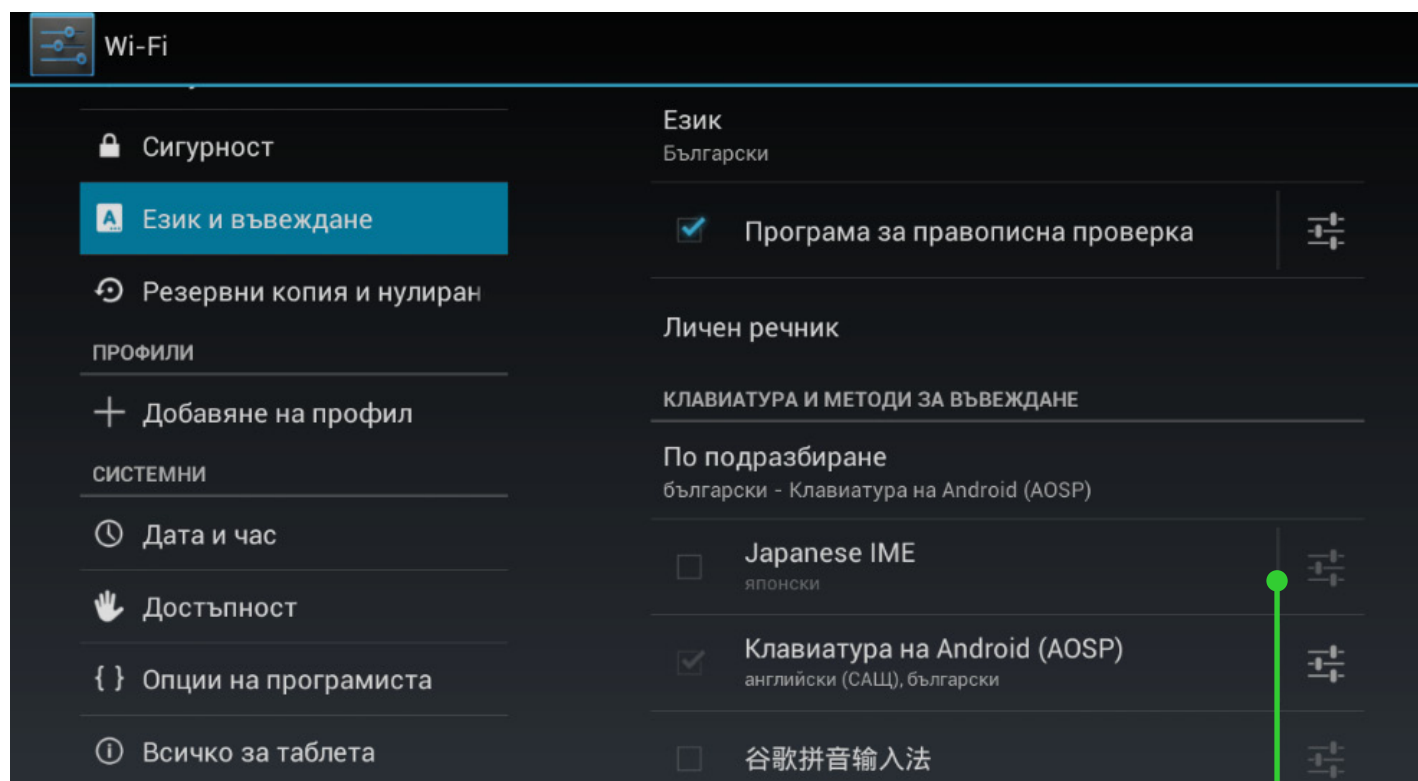 Wi-Fi
Сигурност
Език и въвеждане
Резервни копия и нулиран
ПРОФИЛИ
Добавяне на профил
СИСТЕМНИ
Дата и час
Достъпност
{ } Опции на програмиста
Всичко за таблета
Език
Български
Програма за правописна проверка
Личен речник
КЛАВИАТУРА И МЕТОДИ ЗА ВЪВЕЖДАНЕ
По подразбиране
български - Клавиатура на Android (AOSP)
Japanese IME
японски
Клавиатура на Android (AOSP)
английски (САЩ), български
谷歌拼音输入法